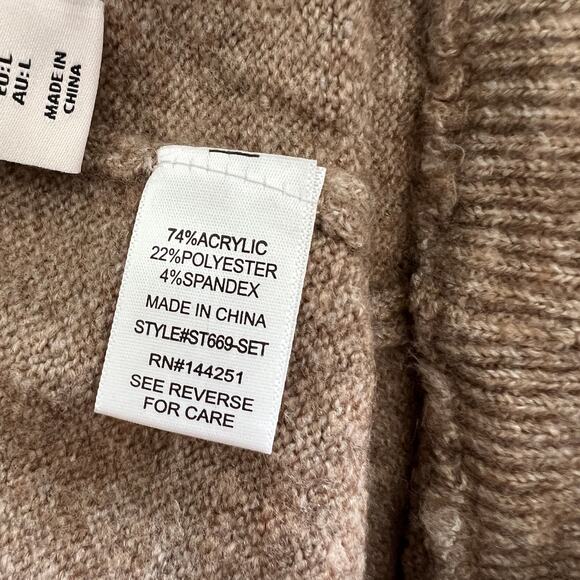 EU:L
AU:L
MADE IN
CHINA
74%ACRYLIC
22%POLYESTER
4%SPANDEX
MADE IN CHINA
STYLE#ST669-SET
RN#144251
SEE REVERSE
FOR CARE